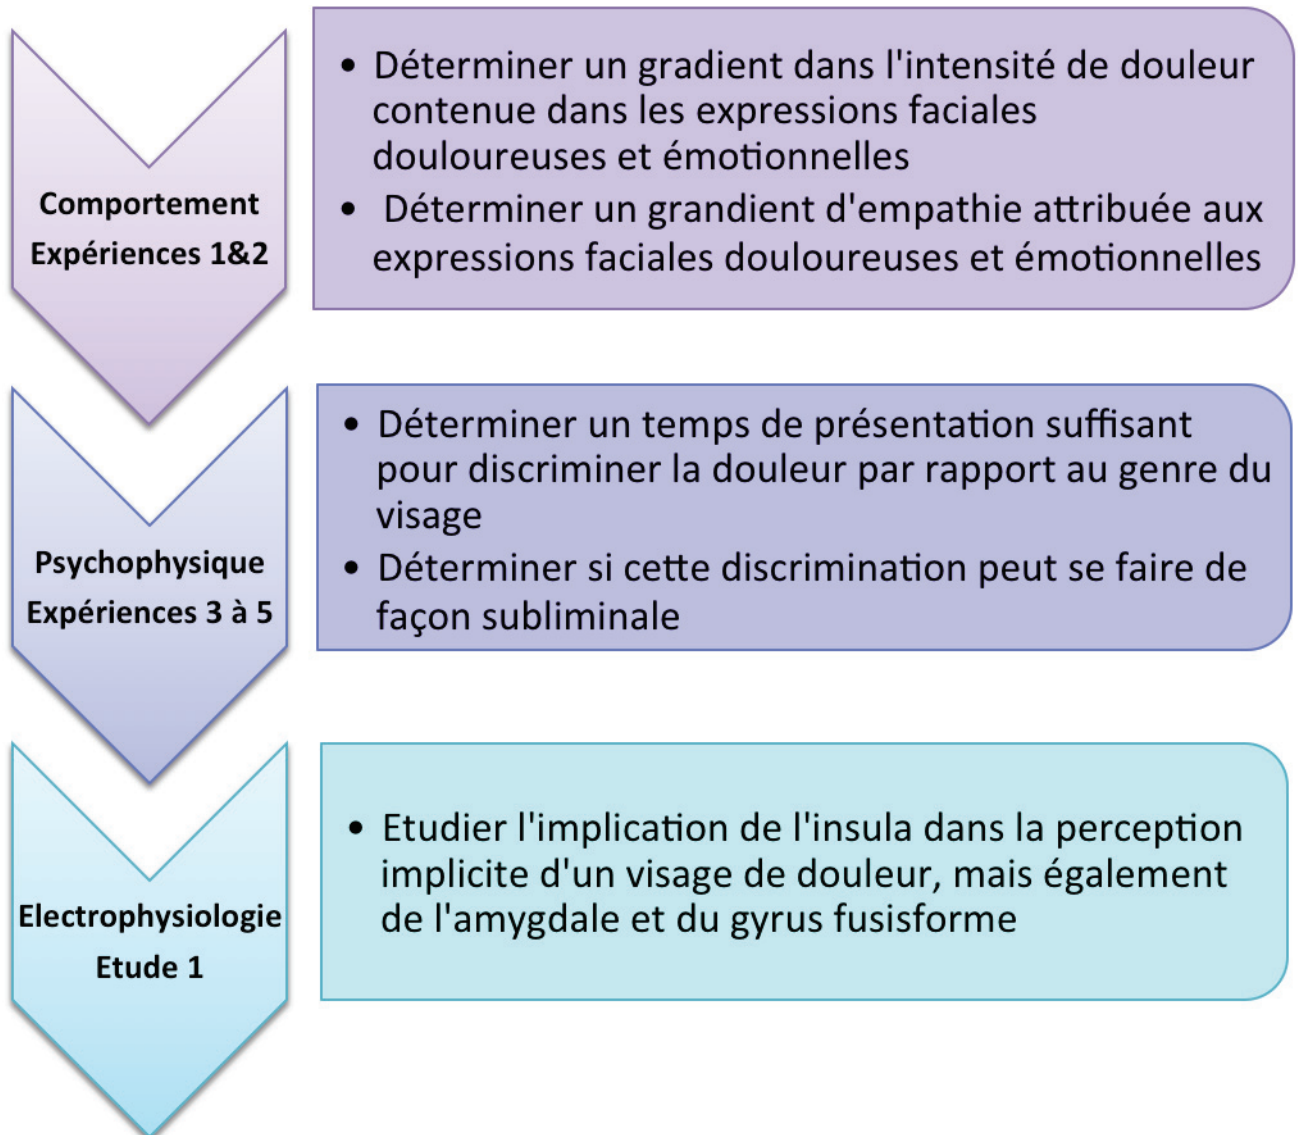 Comportement
Expériences 1&2
• Déterminer un gradient dans l'intensité de douleur
contenue dans les expressions faciales
douloureuses et émotionnelles
• Déterminer un grandient d'empathie attribuée aux
expressions faciales douloureuses et émotionnelles
Psychophysique
Expériences 3 à 5
• Déterminer un temps de présentation suffisant
pour discriminer la douleur par rapport au genre du
visage
• Déterminer si cette discrimination peut se faire de
façon subliminale
Electrophysiologie
Etude 1
• Etudier l'implication de l'insula dans la perception
implicite d'un visage de douleur, mais également
de l'amygdale et du gyrus fusisforme